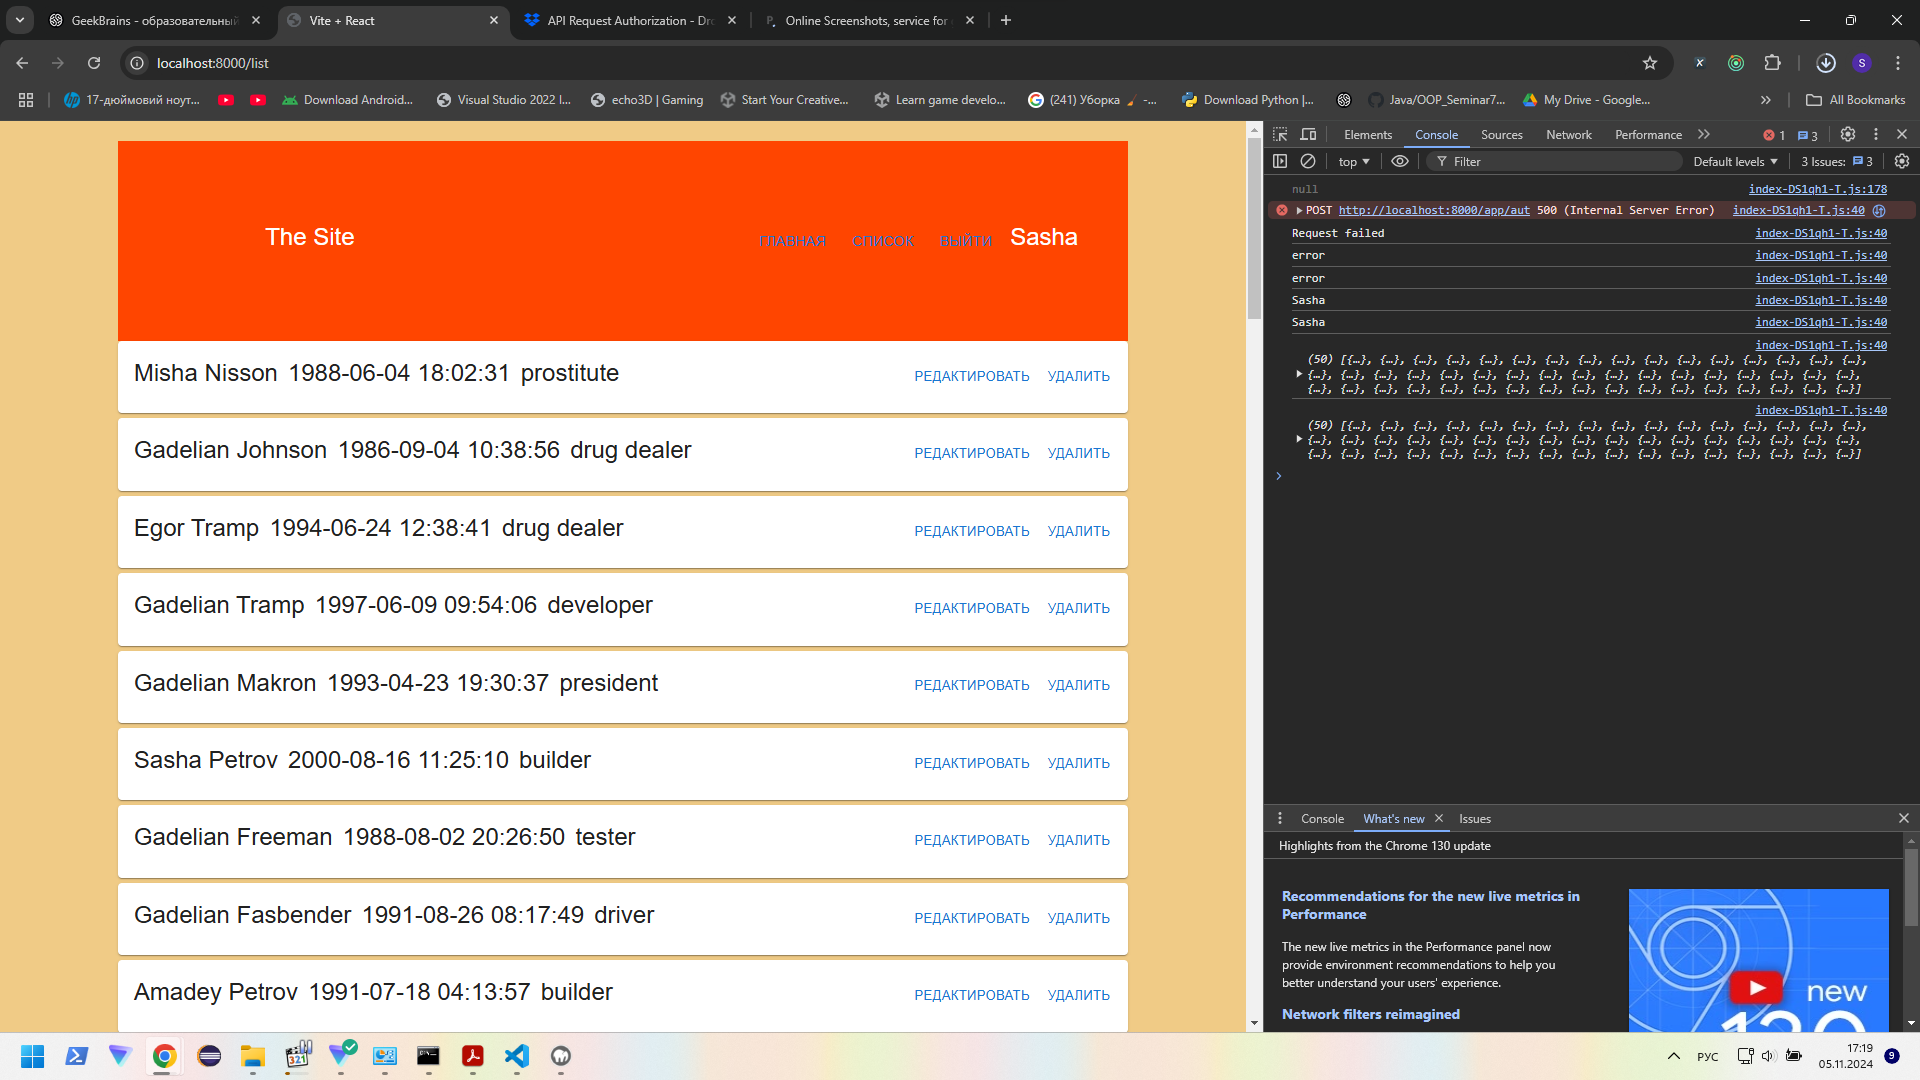 GeekBrains - образовательный
Vite + React
API Request Authorization - Dro
Online Screenshots, service for
localhost:8000/list
S
17-дюймовий ноут...
Download Android...
Visual Studio 2022 I...
echo3D | Gaming
Start Your Creative...
Learn game develo...
(241) Уборка 🧹 -...
Download Python |...
Java/OOP_Seminar7...
My Drive - Google...
All Bookmarks
The Site
ГЛАВНАЯ СПИСОК ВЫЙТИ Sasha
Misha Nisson 1988-06-04 18:02:31 prostitute РЕДАКТИРОВАТЬ УДАЛИТЬ
Gadelian Johnson 1986-09-04 10:38:56 drug dealer РЕДАКТИРОВАТЬ УДАЛИТЬ
Egor Tramp 1994-06-24 12:38:41 drug dealer РЕДАКТИРОВАТЬ УДАЛИТЬ
Gadelian Tramp 1997-06-09 09:54:06 developer РЕДАКТИРОВАТЬ УДАЛИТЬ
Gadelian Makron 1993-04-23 19:30:37 president РЕДАКТИРОВАТЬ УДАЛИТЬ
Sasha Petrov 2000-08-16 11:25:10 builder РЕДАКТИРОВАТЬ УДАЛИТЬ
Gadelian Freeman 1988-08-02 20:26:50 tester РЕДАКТИРОВАТЬ УДАЛИТЬ
Gadelian Fasbender 1991-08-26 08:17:49 driver РЕДАКТИРОВАТЬ УДАЛИТЬ
Amadey Petrov 1991-07-18 04:13:57 builder РЕДАКТИРОВАТЬ УДАЛИТЬ
Elements Console Sources Network Performance 1 3
top Filter Default levels 3 Issues: 3
null index-DS1qh1-T.js:178
POST http://localhost:8000/app/aut 500 (Internal Server Error) index-DS1qh1-T.js:40
Request failed index-DS1qh1-T.js:40
error index-DS1qh1-T.js:40
error index-DS1qh1-T.js:40
Sasha index-DS1qh1-T.js:40
Sasha index-DS1qh1-T.js:40
index-DS1qh1-T.js:40
(50) [{…}, {…}, {…}, {…}, {…}, {…}, {…}, {…}, {…}, {…}, {…}, {…}, {…}, {…}, {…}, {…},
{…}, {…}, {…}, {…}, {…}, {…}, {…}, {…}, {…}, {…}, {…}, {…}, {…}, {…}, {…}, {…}, {…},
{…}, {…}, {…}, {…}, {…}, {…}, {…}, {…}, {…}, {…}, {…}, {…}, {…}, {…}, {…}, {…}, {…}]
index-DS1qh1-T.js:40
(50) [{…}, {…}, {…}, {…}, {…}, {…}, {…}, {…}, {…}, {…}, {…}, {…}, {…}, {…}, {…}, {…},
{…}, {…}, {…}, {…}, {…}, {…}, {…}, {…}, {…}, {…}, {…}, {…}, {…}, {…}, {…}, {…}, {…},
{…}, {…}, {…}, {…}, {…}, {…}, {…}, {…}, {…}, {…}, {…}, {…}, {…}, {…}, {…}, {…}, {…}]
Console What's new Issues
Highlights from the Chrome 130 update
Recommendations for the new live metrics in
Performance
The new live metrics in the Performance panel now
provide environment recommendations to help you
better understand your users' experience.
Network filters reimagined
new
130
321
РУС
17:19
05.11.2024
9